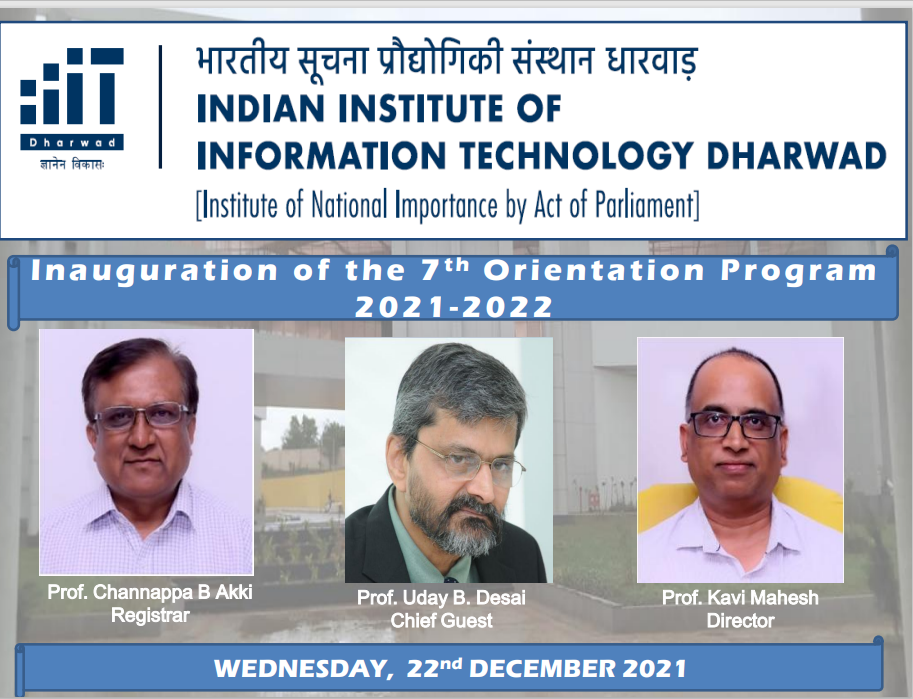 IIIT
Dharwad
ज्ञानेन विकासः
भारतीय सूचना प्रौद्योगिकी संस्थान धारवाड़
INDIAN INSTITUTE OF
INFORMATION TECHNOLOGY DHARWAD
[Institute of National Importance by Act of Parliament]
Inauguration of the 7th Orientation Program
2021-2022
Prof. Channappa B Akki
Registrar
Prof. Uday B. Desai
Chief Guest
Prof. Kavi Mahesh
Director
WEDNESDAY, 22nd DECEMBER 2021